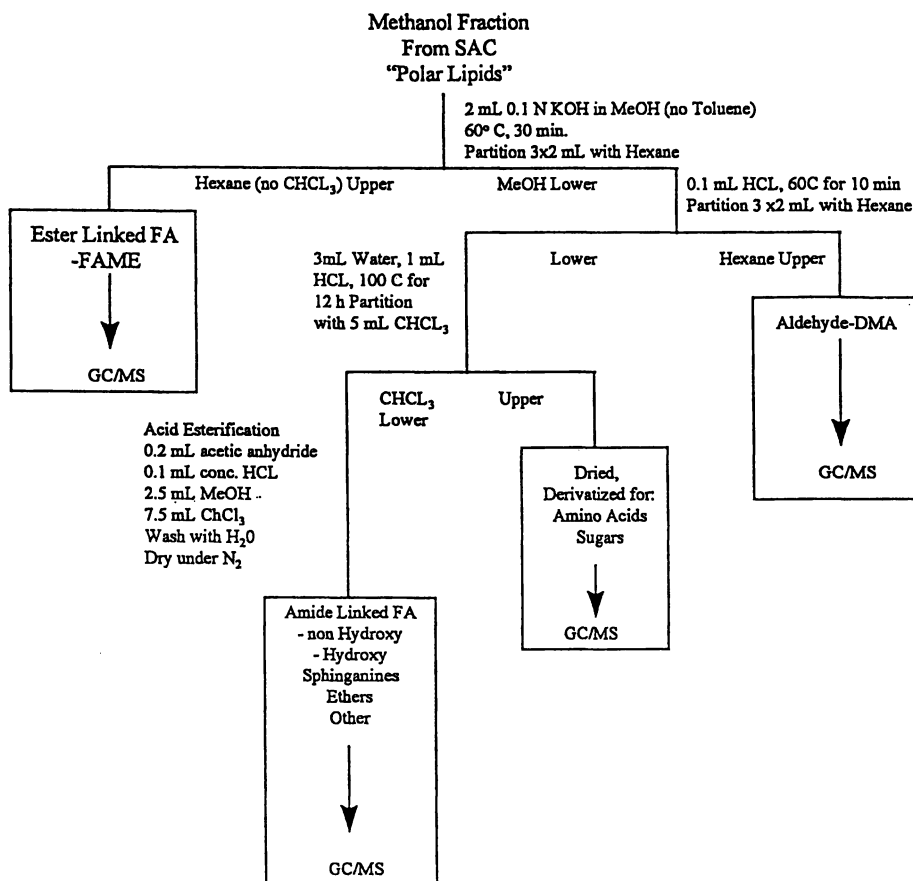 Methanol Fraction
From SAC
“Polar Lipids”
2 mL 0.1 N KOH in MeOH (no Toluene)
60º C, 30 min.
Partition 3x2 mL with Hexane
Hexane (no CHCL₃) Upper
MeOH Lower
0.1 mL HCL, 60C for 10 min
Partition 3 x2 mL with Hexane
Ester Linked FA
-FAME
GC/MS
3mL Water, 1 mL
HCL, 100 C for
12 h Partition
with 5 mL CHCL₃
Lower
Hexane Upper
Aldehyde-DMA
GC/MS
CHCL₃
Lower
Upper
Acid Esterification
0.2 mL acetic anhydride
0.1 mL conc. HCL
2.5 mL MeOH ..
7.5 mL ChCl₃
Wash with H₂0
Dry under N₂
Dried,
Derivatized for:
Amino Acids
Sugars
GC/MS
Amide Linked FA
- non Hydroxy
- Hydroxy
Sphinganines
Ethers
Other
GC/MS